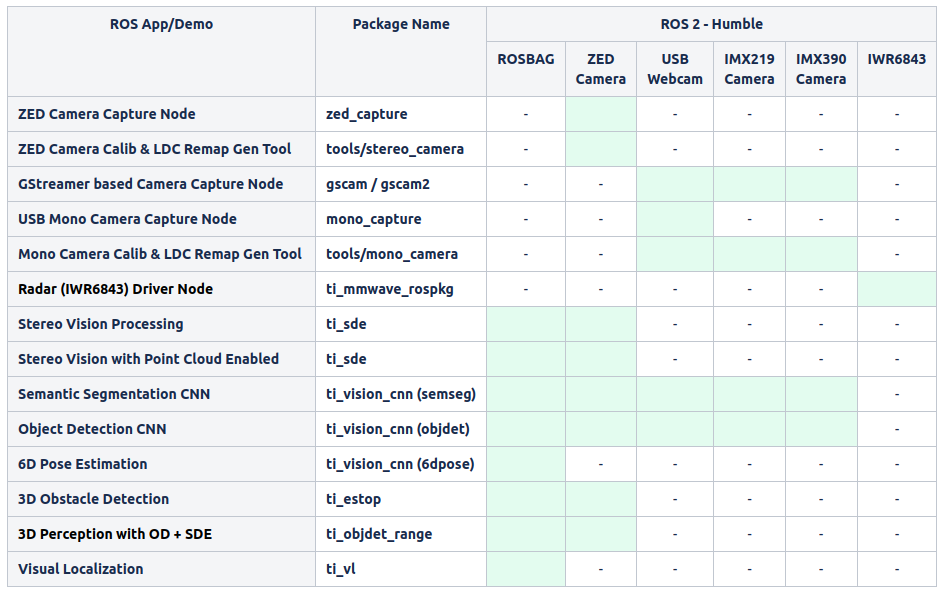 ROS App/Demo Package Name ROS 2 - Humble
ROSBAG ZED Camera USB Webcam IMX219 Camera IMX390 Camera IWR6843
ZED Camera Capture Node zed_capture - - - - -
ZED Camera Calib & LDC Remap Gen Tool tools/stereo_camera - - - - -
GStreamer based Camera Capture Node gscam / gscam2 - - -
USB Mono Camera Capture Node mono_capture - - - - -
Mono Camera Calib & LDC Remap Gen Tool tools/mono_camera - - -
Radar (IWR6843) Driver Node ti_mmwave_rospkg - - - - -
Stereo Vision Processing ti_sde - - - -
Stereo Vision with Point Cloud Enabled ti_sde - - - -
Semantic Segmentation CNN ti_vision_cnn (semseg) -
Object Detection CNN ti_vision_cnn (objdet) -
6D Pose Estimation ti_vision_cnn (6dpose) - - - - -
3D Obstacle Detection ti_estop - - - -
3D Perception with OD + SDE ti_objdet_range - - - -
Visual Localization ti_vl - - - - -